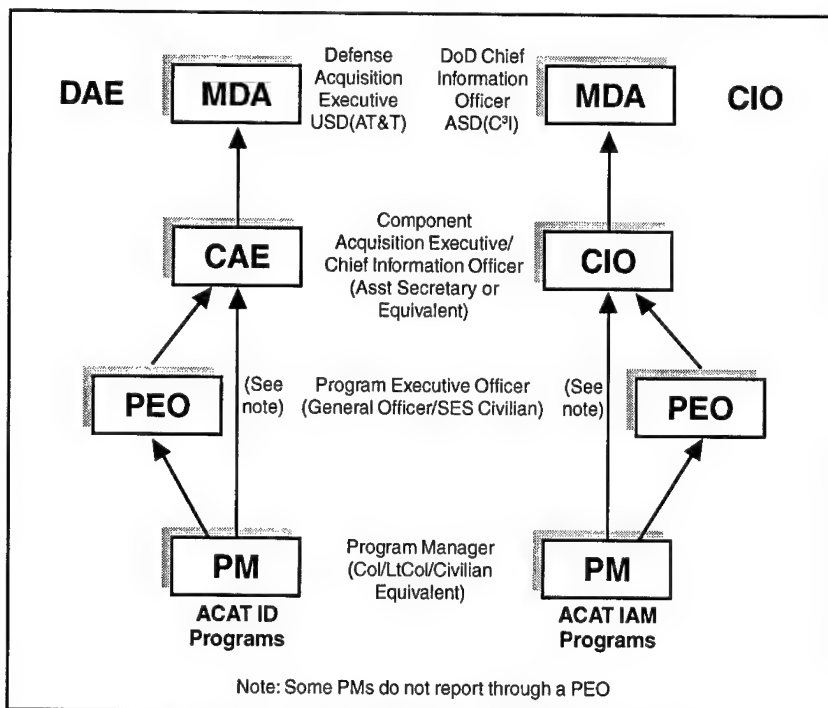 DAE
MDA
Defense
Acquisition
Executive
USD(AT&T)
DoD Chief
Information
Officer
ASD(C³I)
MDA
CIO
CAE
Component
Acquisition Executive/
Chief Information Officer
(Asst Secretary or
Equivalent)
CIO
PEO
(See
note)
Program Executive Officer
(General Officer/SES Civilian)
(See
note)
PEO
PM
ACAT ID
Programs
Program Manager
(Col/LtCol/Civilian
Equivalent)
PM
ACAT IAM
Programs
Note: Some PMs do not report through a PEO